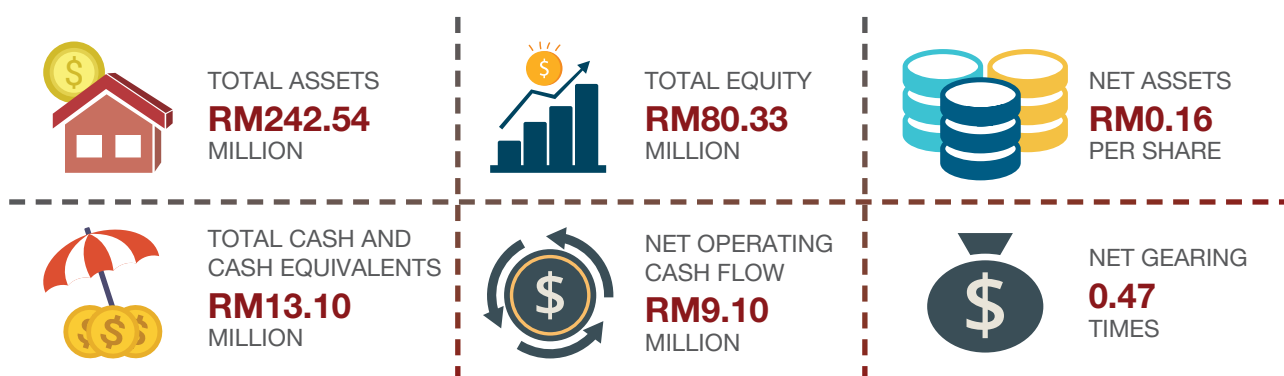 TOTAL ASSETS
RM242.54
MILLION
TOTAL EQUITY
RM80.33
MILLION
NET ASSETS
RM0.16
PER SHARE
TOTAL CASH AND
CASH EQUIVALENTS
RM13.10
MILLION
NET OPERATING
CASH FLOW
RM9.10
MILLION
NET GEARING
0.47
TIMES